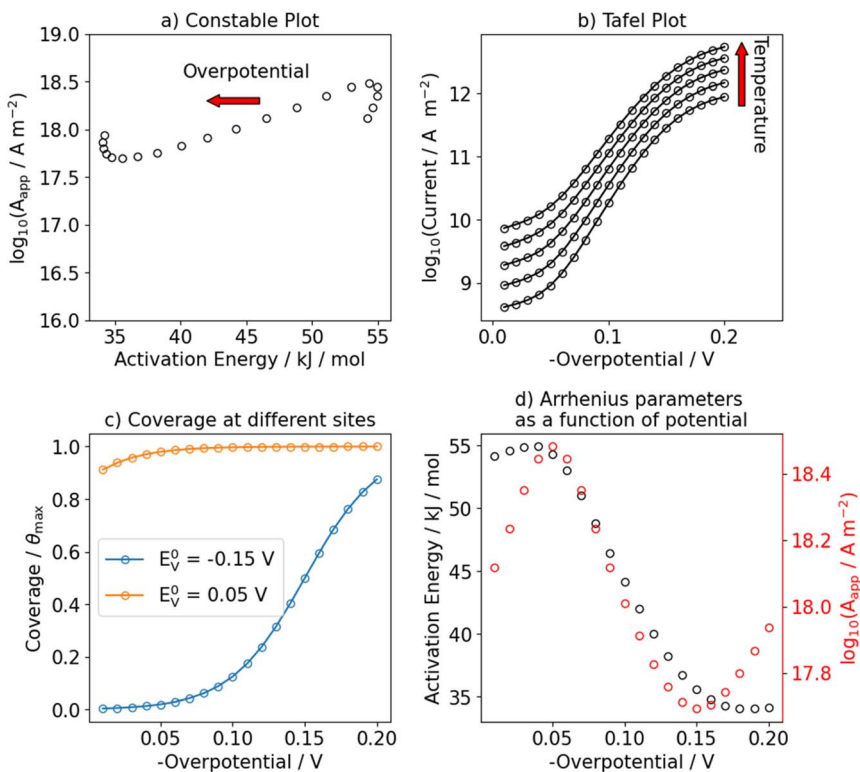 a) Constable Plot
19.0
18.5
18.0
17.5
17.0
16.5
16.0
log10(Aapp / A m−2)
Overpotential
35
40
45
50
55
Activation Energy / kJ / mol
b) Tafel Plot
12
11
10
9
log10(Current / A m−2)
Temperature
0.0
0.1
0.2
-Overpotential / V
c) Coverage at different sites
1.0
0.8
0.6
0.4
0.2
0.0
Coverage / θmax
E0V = -0.15 V
E0V = 0.05 V
0.05
0.10
0.15
0.20
-Overpotential / V
d) Arrhenius parameters
as a function of potential
55
50
45
40
35
Activation Energy / kJ / mol
18.4
18.2
18.0
17.8
log10(Aapp / A m−2)
0.05
0.10
0.15
0.20
-Overpotential / V